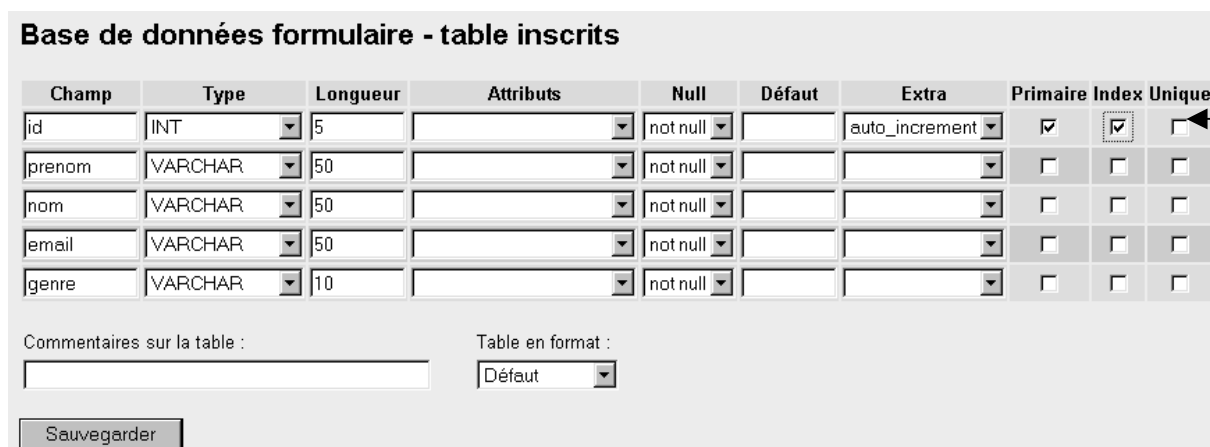 Base de données formulaire - table inscrits
Champ Type Longueur Attributs Null Défaut Extra Primaire Index Unique
id INT 5 not null auto_increment
prenom VARCHAR 50 not null
nom VARCHAR 50 not null
email VARCHAR 50 not null
genre VARCHAR 10 not null
Commentaires sur la table : Table en format :
Défaut
Sauvegarder